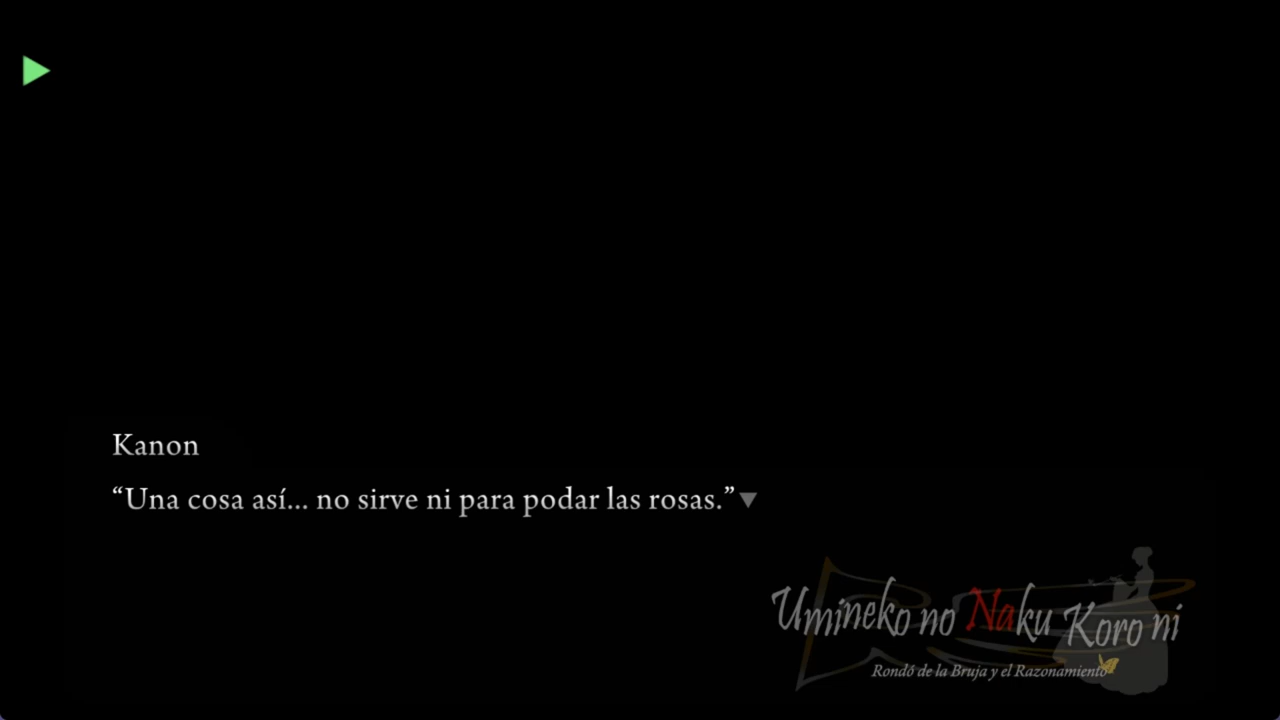 Kanon
“Una cosa así... no sirve ni para podar las rosas.”
Umineko no Naku Koro ni
Rondó de la Bruja y el Razonamiento